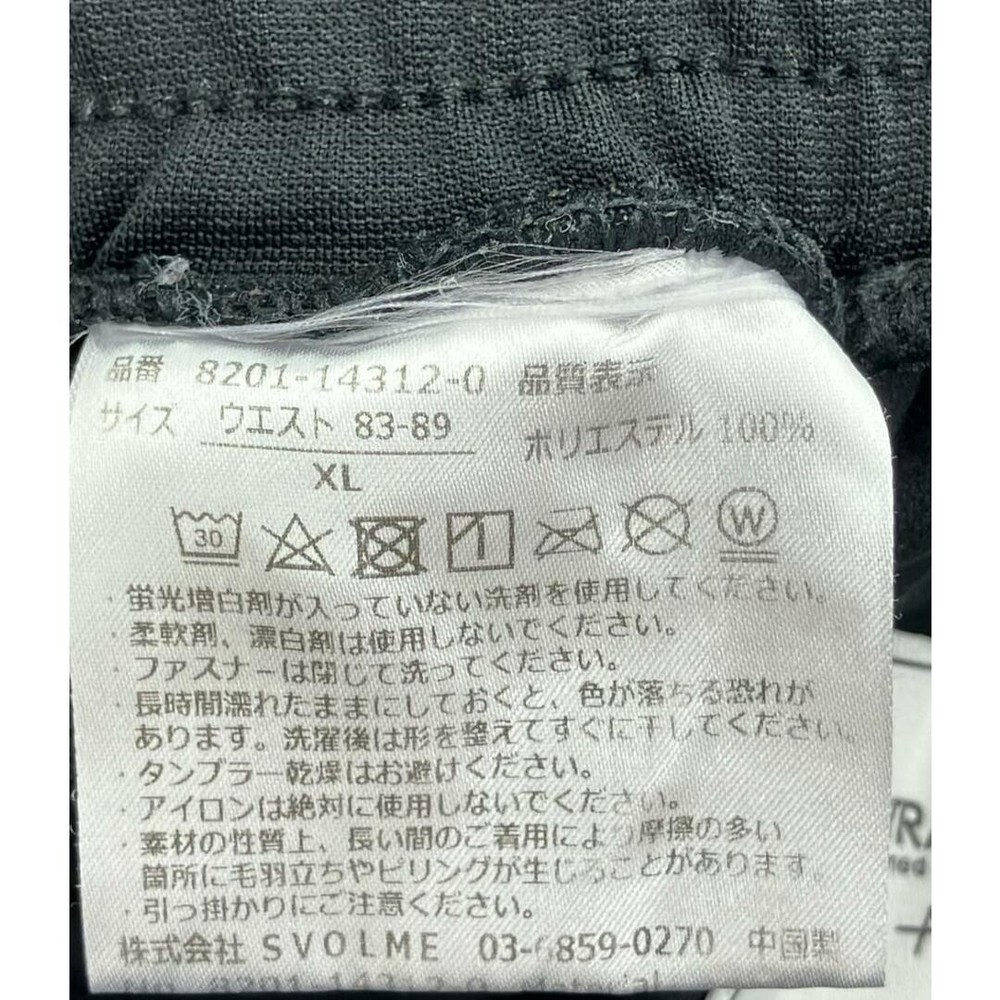 品番 8201-14312-0 品質表示
サイズ ウエスト 83-89 ポリエステル 100%
XL
30 W
・蛍光増白剤が入っていない洗剤を使用してください。
・柔軟剤、漂白剤は使用しないでください。
・ファスナーは閉じて洗ってください。
・長時間濡れたままにしておくと、色が落ちる恐れが
あります。洗濯後は形を整えてすぐに干してください。
・タンブラー乾燥はお避けください。
・アイロンは絶対に使用しないでください。
・素材の性質上、長い間のご着用により摩擦の多い
箇所に毛羽立ちやピリングが生じることがあります。
・引っ掛かりにご注意ください。
株式会社 SVOLME 03-6859-0270 中国製
8201-14312-0